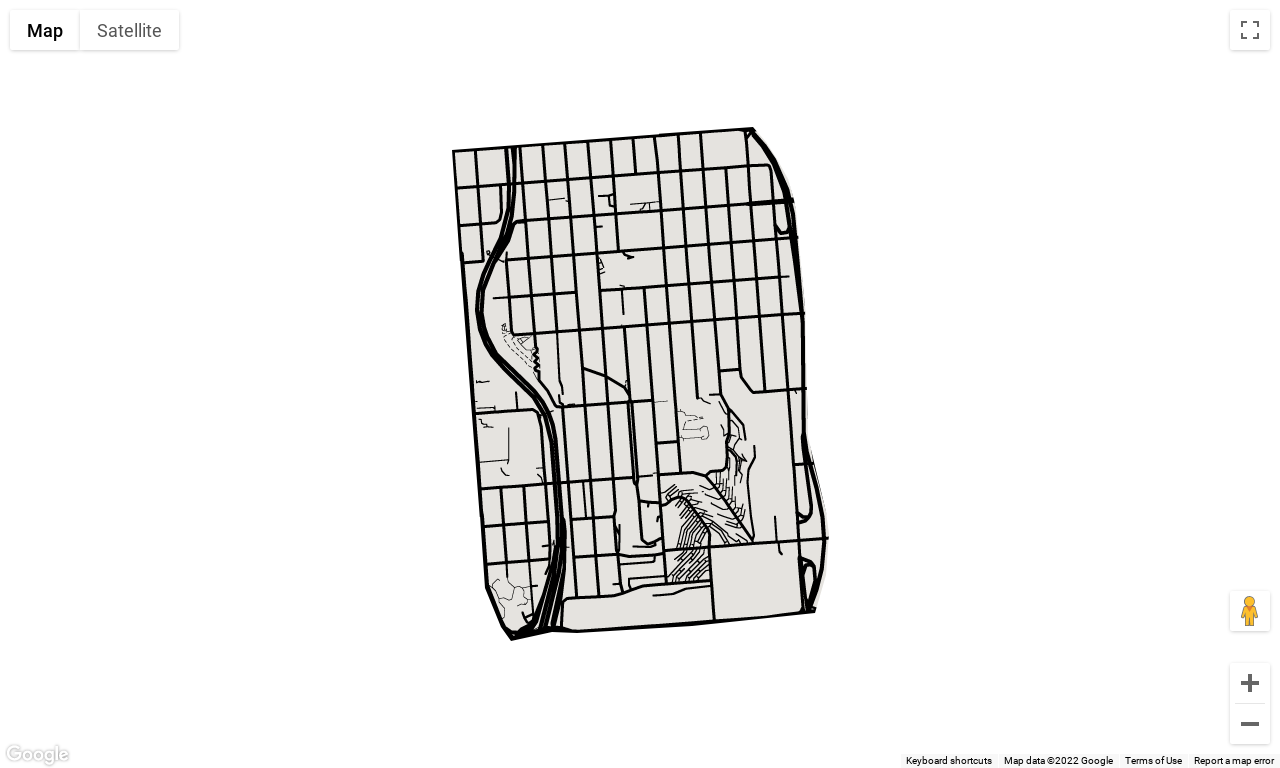 Map Satellite
Google
Keyboard shortcuts Map data ©2022 Google Terms of Use Report a map error